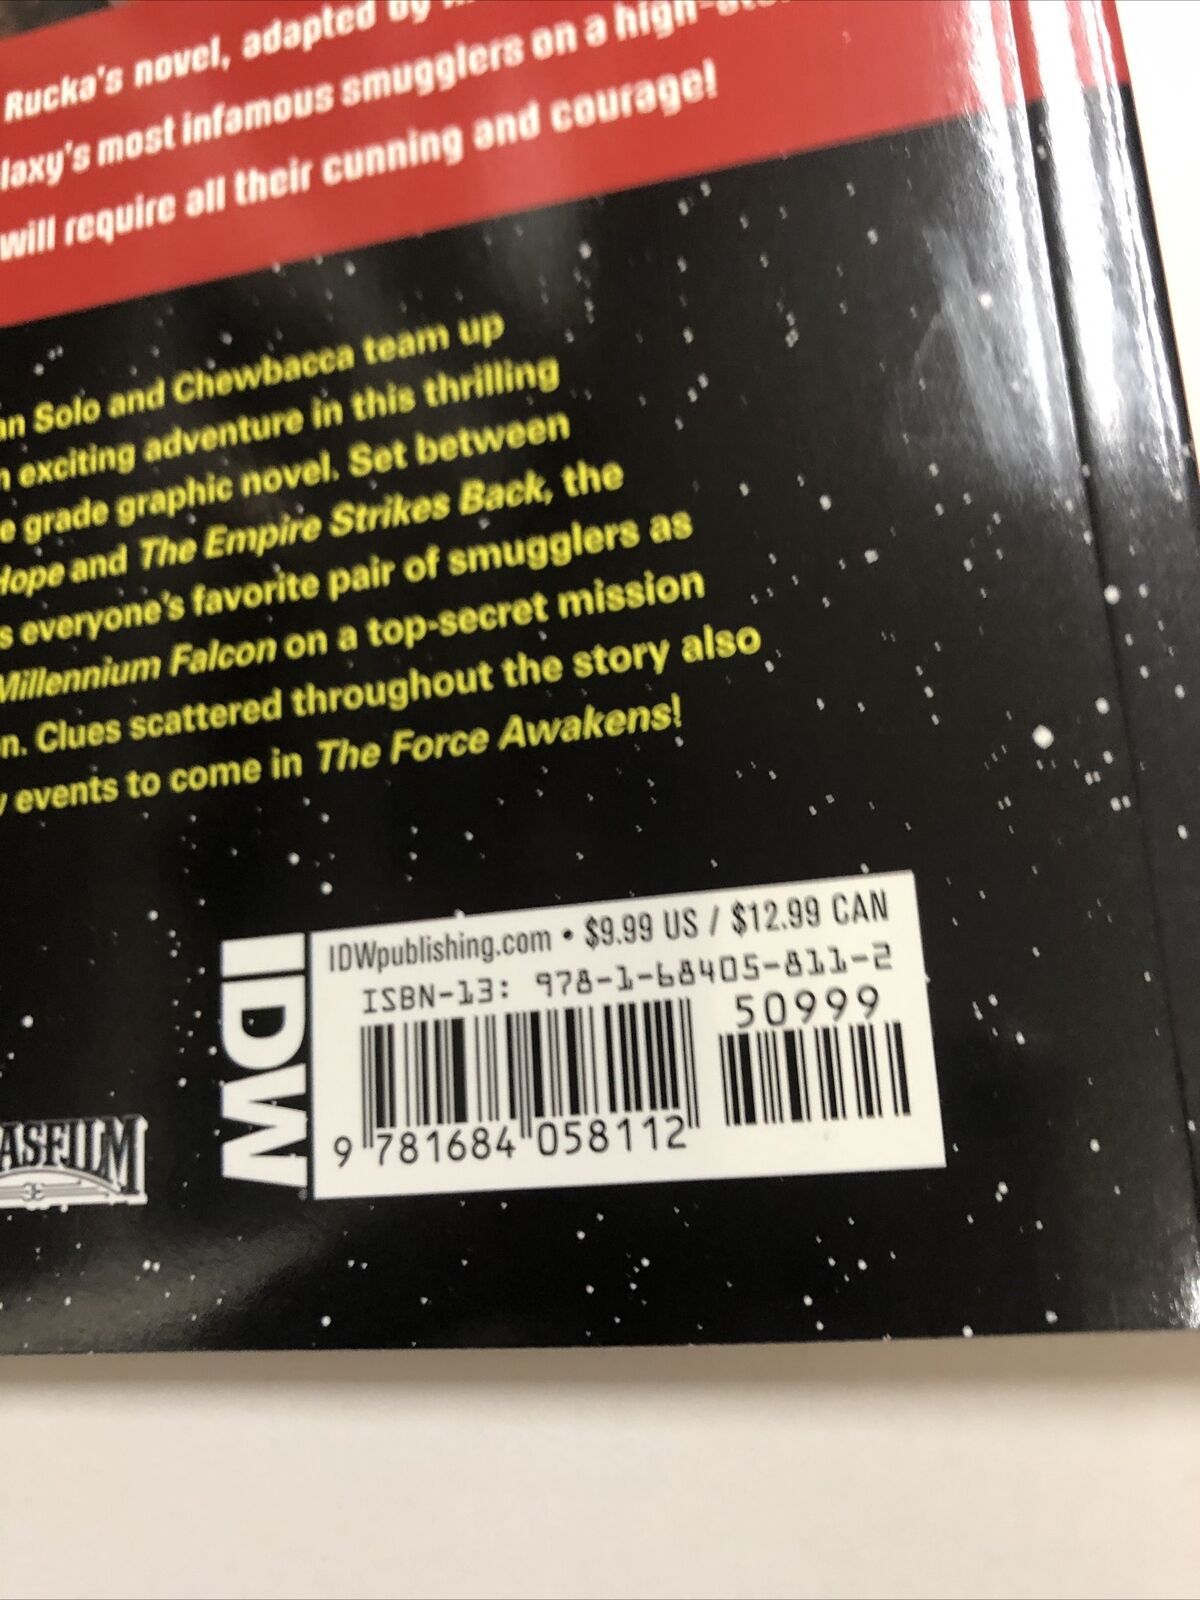 Rucka's novel, adapted by
laxy's most infamous smugglers on a
will require all their cunning and courage!
an Solo and Chewbacca team up
n exciting adventure in this thrilling
e grade graphic novel. Set between
Hope and The Empire Strikes Back, the
s everyone's favorite pair of smugglers as
Millennium Falcon on a top-secret mission
n. Clues scattered throughout the story also
y events to come in The Force Awakens!
IDWpublishing.com • $9.99 US / $12.99 CAN
ISBN-13: 978-1-68405-811-2
50999
9 781684 058112
IDW
ASFILM